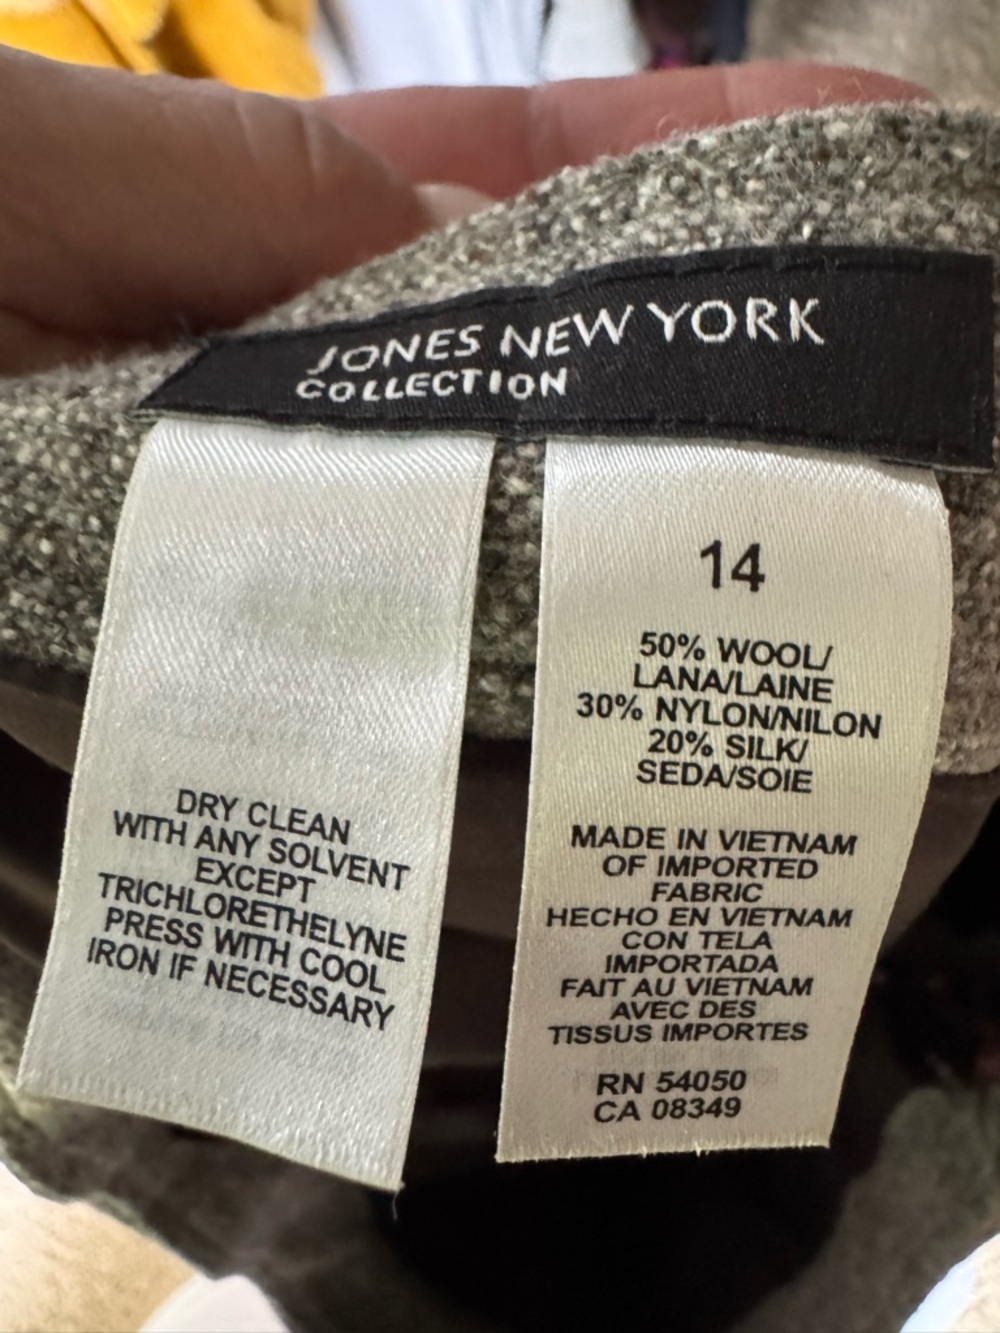 JONES NEW YORK
COLLECTION
DRY CLEAN
WITH ANY SOLVENT
EXCEPT
TRICHLORETHELYNE
PRESS WITH COOL
IRON IF NECESSARY
14
50% WOOL/
LANA/LAINE
30% NYLON/NILON
20% SILK/
SEDA/SOIE
MADE IN VIETNAM
OF IMPORTED
FABRIC
HECHO EN VIETNAM
CON TELA
IMPORTADA
FAIT AU VIETNAM
AVEC DES
TISSUS IMPORTES
RN 54050
CA 08349